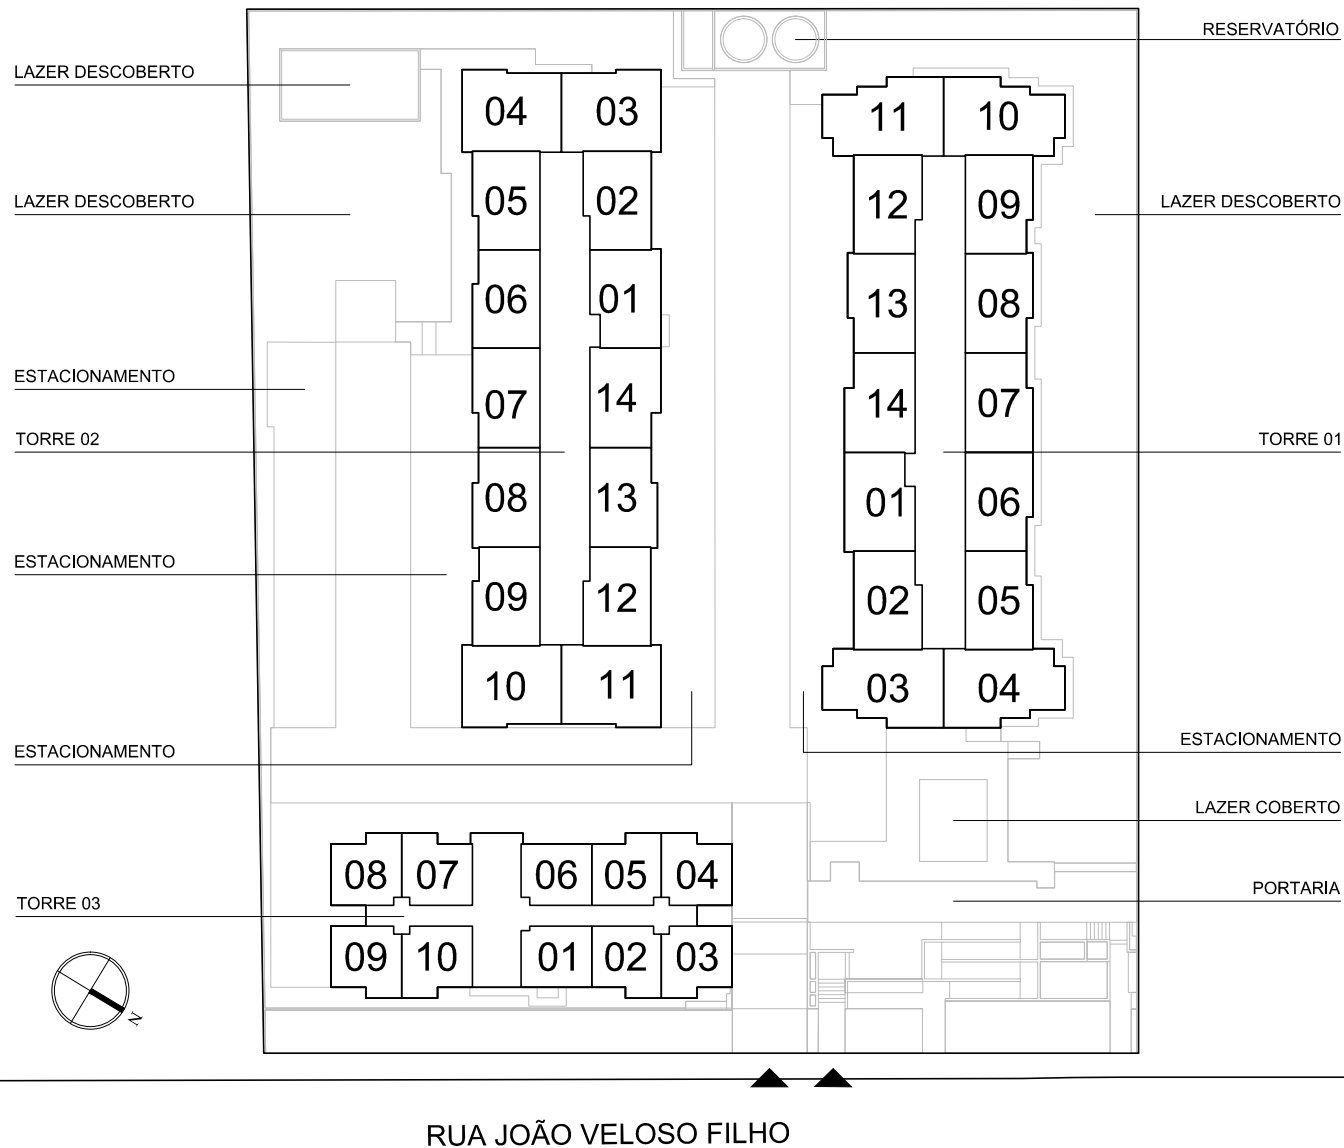 RESERVATÓRIO
LAZER DESCOBERTO
04 03
11 10
LAZER DESCOBERTO
05 02
12 09
LAZER DESCOBERTO
06 01
13 08
ESTACIONAMENTO
07 14
14 07
TORRE 02
TORRE 01
08 13
01 06
ESTACIONAMENTO
09 12
02 05
10 11
03 04
ESTACIONAMENTO
ESTACIONAMENTO
LAZER COBERTO
08 07 06 05 04
PORTARIA
TORRE 03
09 10 01 02 03
N
RUA JOÃO VELOSO FILHO